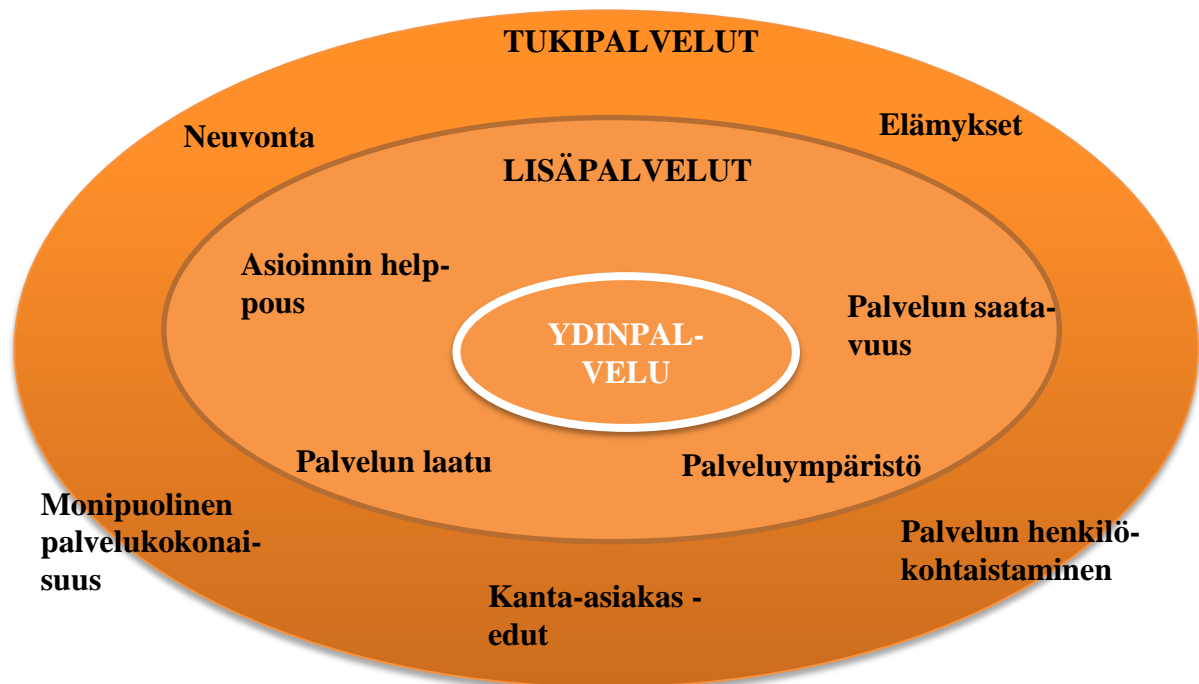 TUKIPALVELUT
Neuvonta
Elämykset
LISÄPALVELUT
Asioinnin help-
pous
Palvelun saata-
vuus
YDINPAL-
VELU
Palvelun laatu
Palveluympäristö
Monipuolinen
palvelukokonai-
suus
Palvelun henkilö-
kohtaistaminen
Kanta-asiakas -
edut